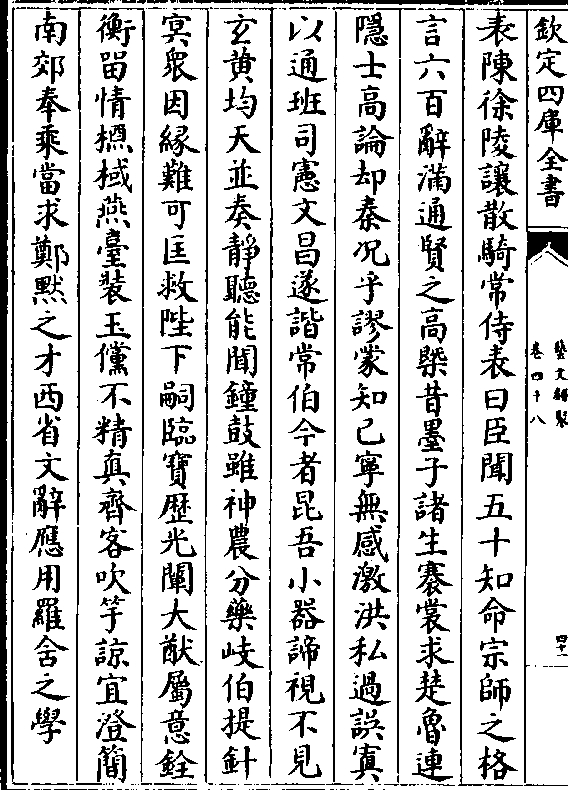 欽定四庫全書
藝文類聚
卷四十八
四十一
表陳徐陵讓散騎常侍表曰臣聞五十知命宗師之格
言六百辭滿通賢之高槩昔墨子諸生褰裳求楚魯連
隱士高論却秦况乎謬蒙知己寧無感激洪私過誤寘
以通班司憲文昌遂諧常伯今者昆吾小器諦視不見
玄黄均天並奏靜聽能聞鐘鼓雖神農分藥岐伯提針
㝠衆因緣難可匡救陛下嗣臨寶歴光闡大猷屬意銓
衡留情槱棫燕臺裝玉儻不精真齊客吹竽諒宜澄簡
南郊奉乘當求鄭黙之才西省文辭應用羅含之學